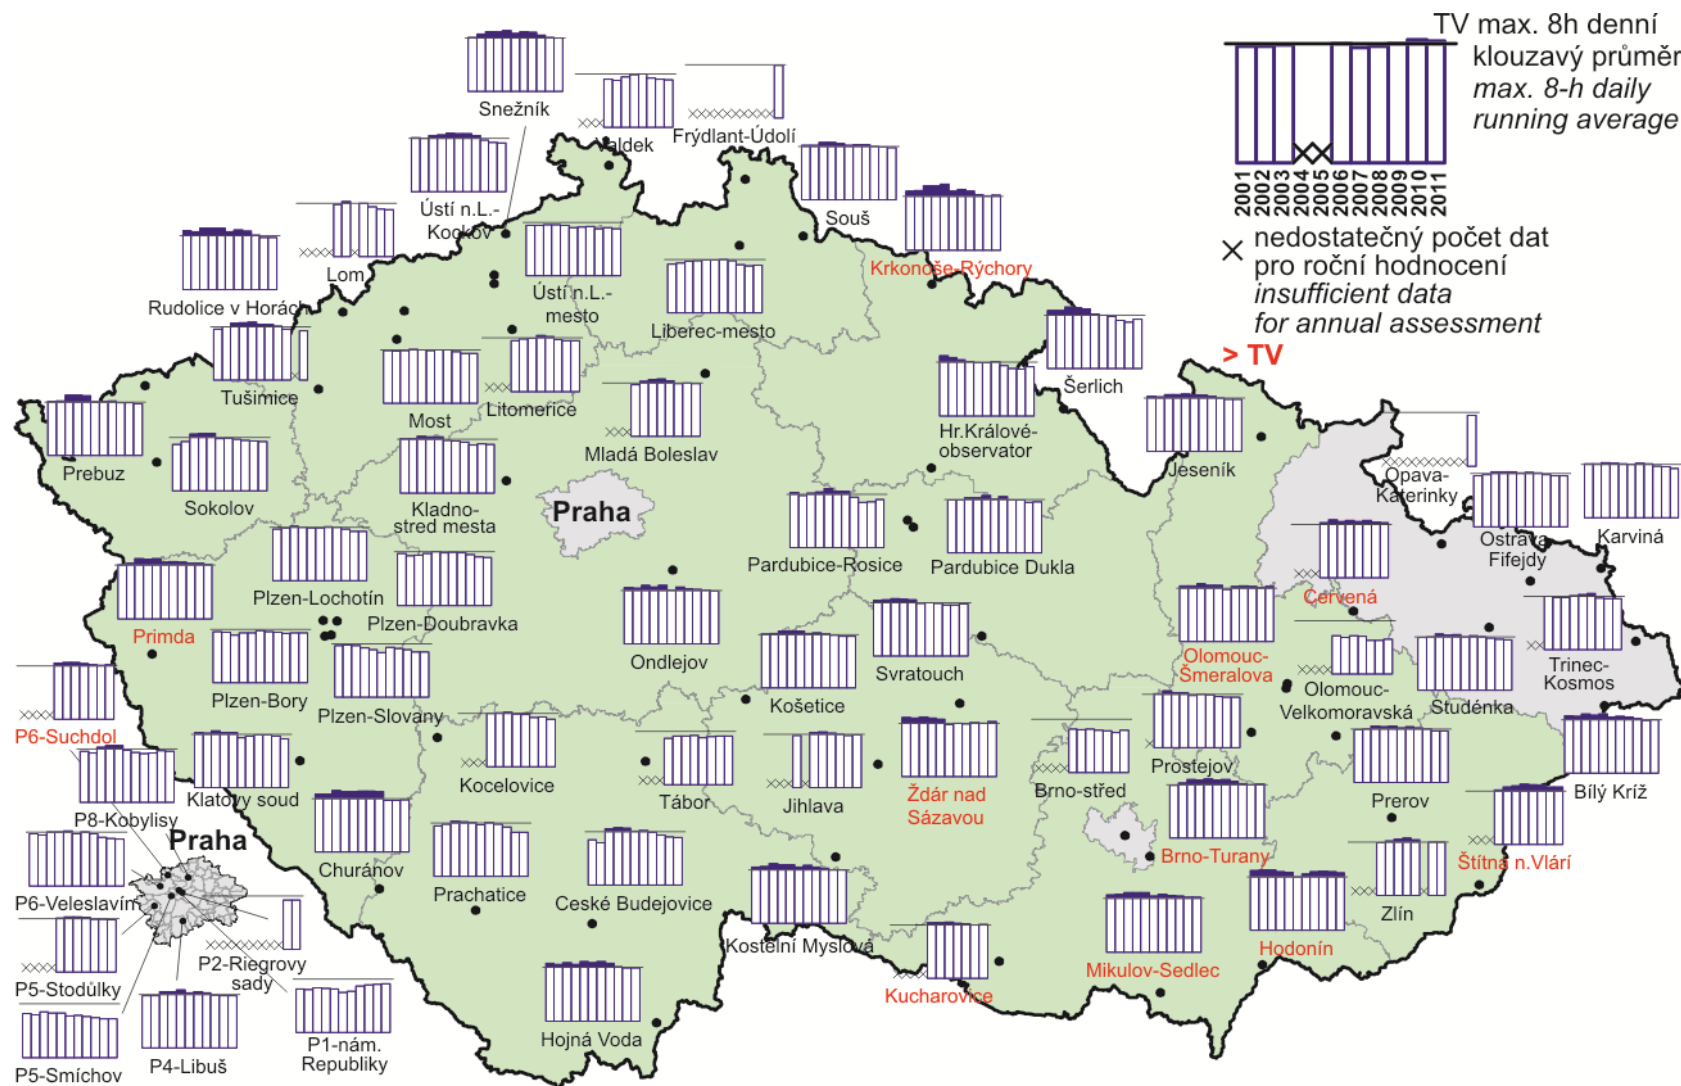 TV max. 8h denní
klouzavý průměr
max. 8-h daily
running average
2001
2002
2003
2004
2005
2006
2007
2008
2009
2010
2011
nedostatečný počet dat
pro roční hodnocení
insufficient data
for annual assessment
> TV
Snežník
Valdek
Frýdlant-Údolí
Ústí n.L.-
Kockov
Souš
Lom
Krkonoše-Rýchory
Rudolice v Horách
Ústí n.L.-
mesto
Liberec-mesto
Tušimice
Most
Litomerice
Šerlich
Mladá Boleslav
Hr.Králové-
observator
Jeseník
Prebuz
Sokolov
Kladno-
stred mesta
Praha
Opava-
Katerinky
Ostrava
Fifejdy
Karviná
Pardubice-Rosice
Pardubice Dukla
Plzen-Lochotín
Plzen-Doubravka
Cervená
Primda
Ondlejov
Svratouch
Olomouc-
Šmeralova
Trinec-
Kosmos
Plzen-Bory
Plzen-Slovany
Košetice
Olomouc-
Velkomoravská
Studénka
P6-Suchdol
Kocelovice
Tábor
Jihlava
Ždár nad
Sázavou
Brno-střed
Prostejov
Prerov
Bílý Kríž
Klatovy soud
P8-Kobylisy
Praha
Churánov
Prachatice
Ceské Budejovice
Brno-Turany
Štítná n.Vlárí
P6-Veleslavín
Zlín
P2-Riegrovy
sady
Kostelní Myslová
Kucharovice
Mikulov-Sedlec
Hodonín
P5-Stodůlky
P5-Smíchov
P4-Libuš
P1-nám.
Republiky
Hojná Voda